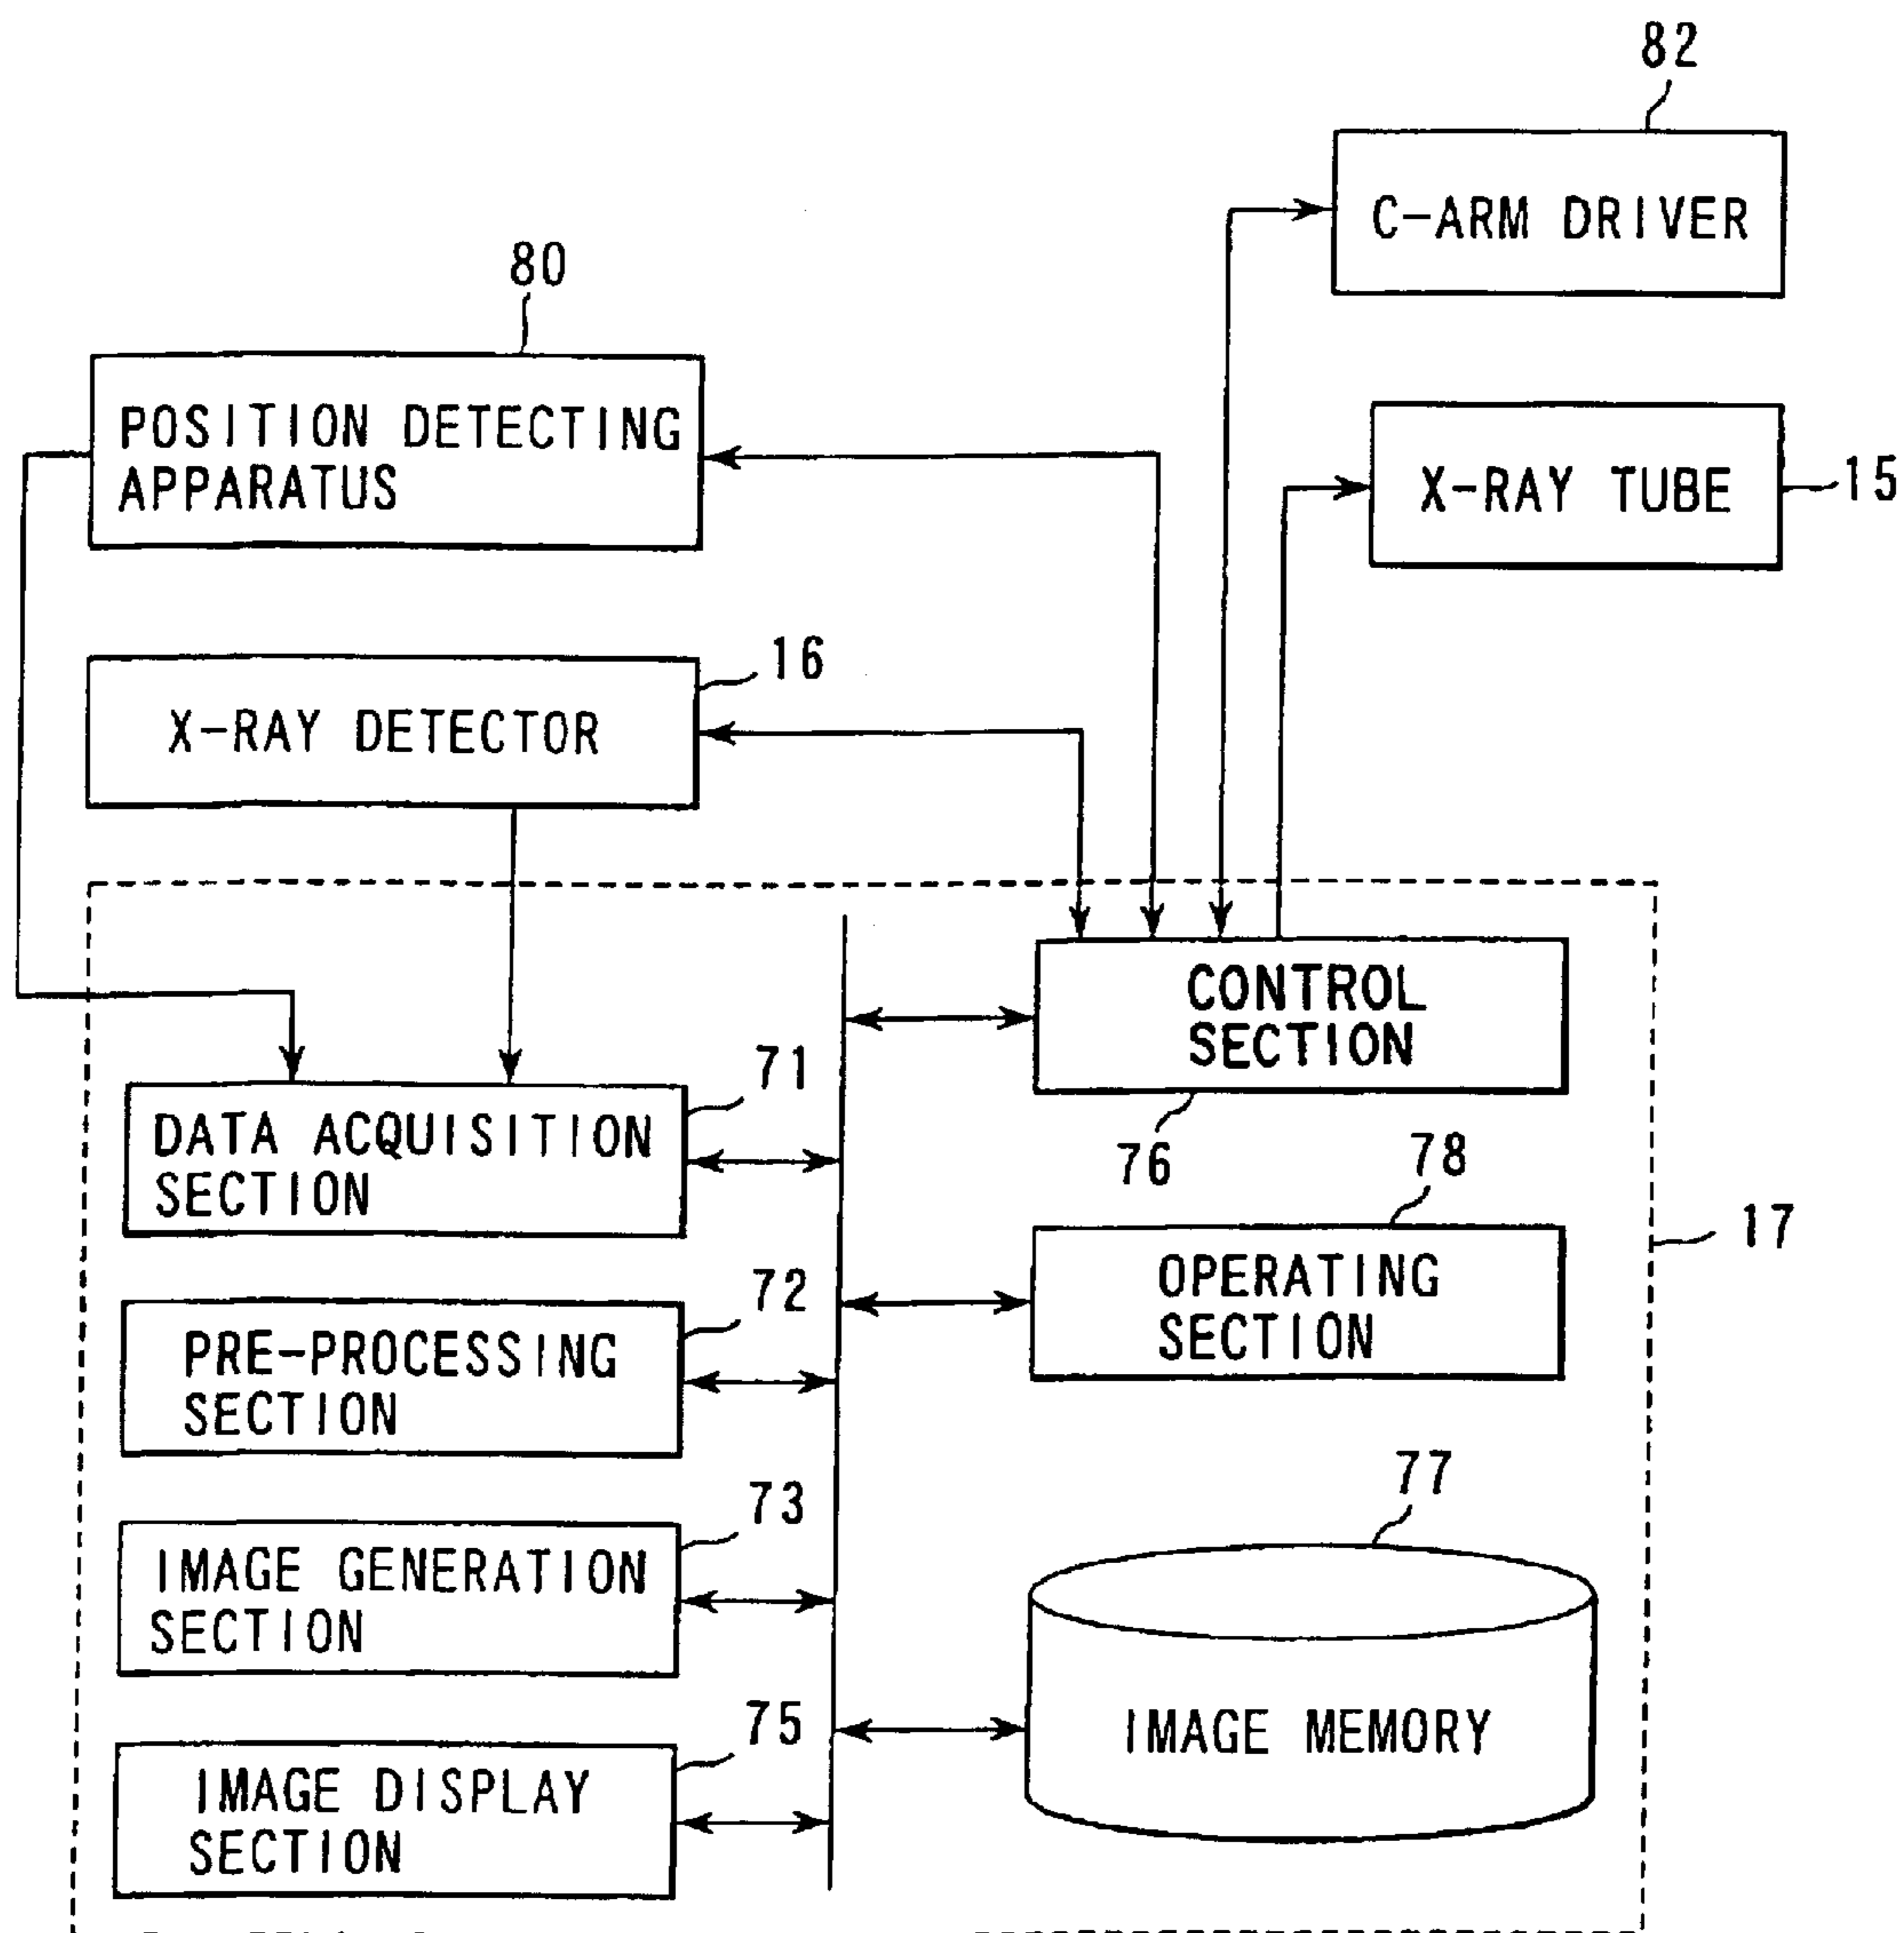 82
C-ARM DRIVER
80
POSITION DETECTING
APPARATUS
X-RAY TUBE
15
16
X-RAY DETECTOR
CONTROL
SECTION
76
71
DATA ACQUISITION
SECTION
78
OPERATING
SECTION
17
72
PRE-PROCESSING
SECTION
73
IMAGE GENERATION
SECTION
77
IMAGE MEMORY
75
IMAGE DISPLAY
SECTION